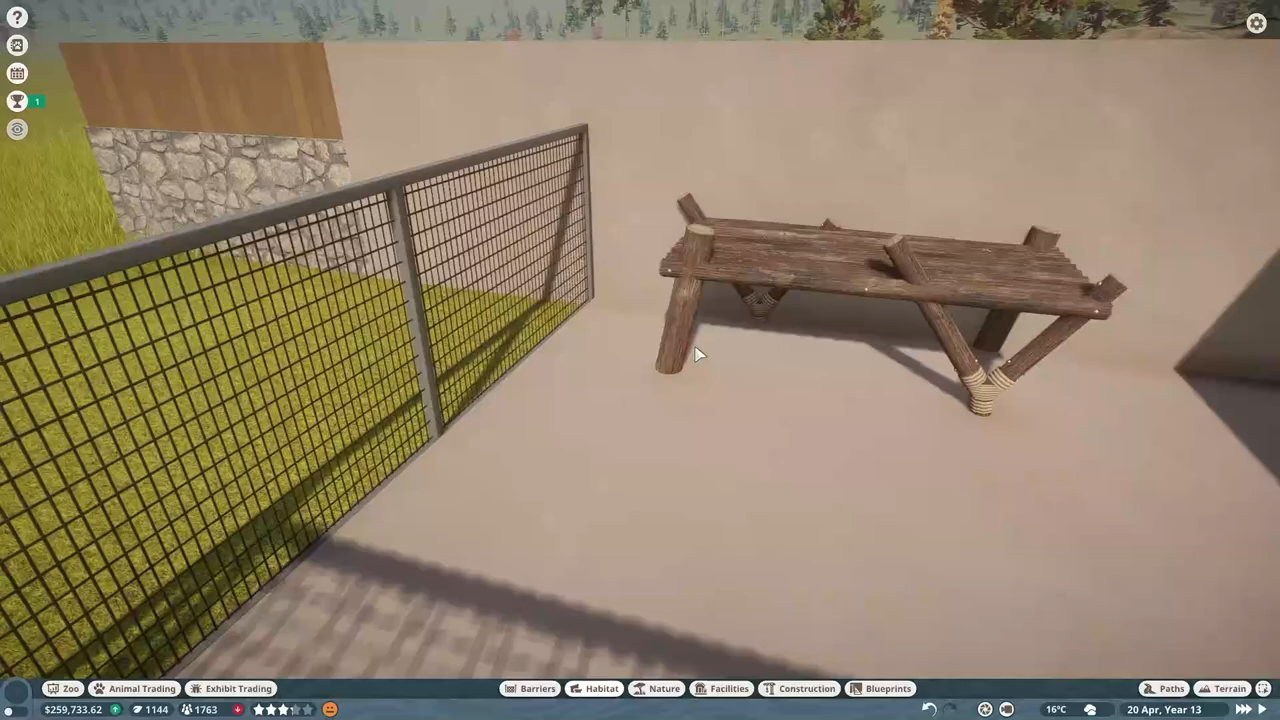 ?
1
Zoo Animal Trading Exhibit Trading Barriers Habitat Nature Facilities Construction Blueprints Paths Terrain
$259,733.62 1144 1763 16°C 20 Apr, Year 13